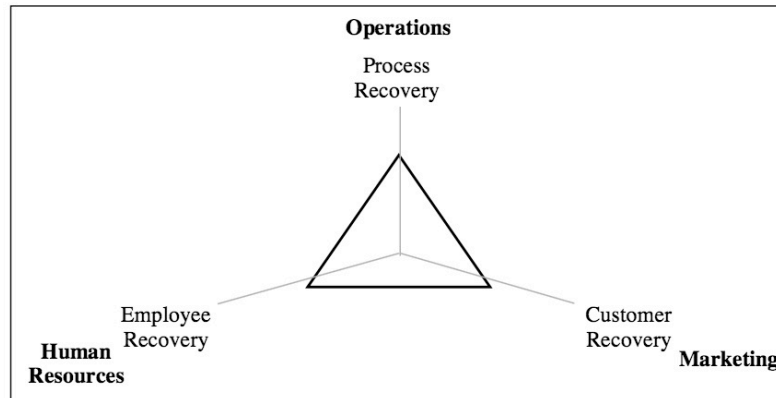 Operations
Process
Recovery
Employee
Recovery
Customer
Recovery
Human
Resources
Marketing